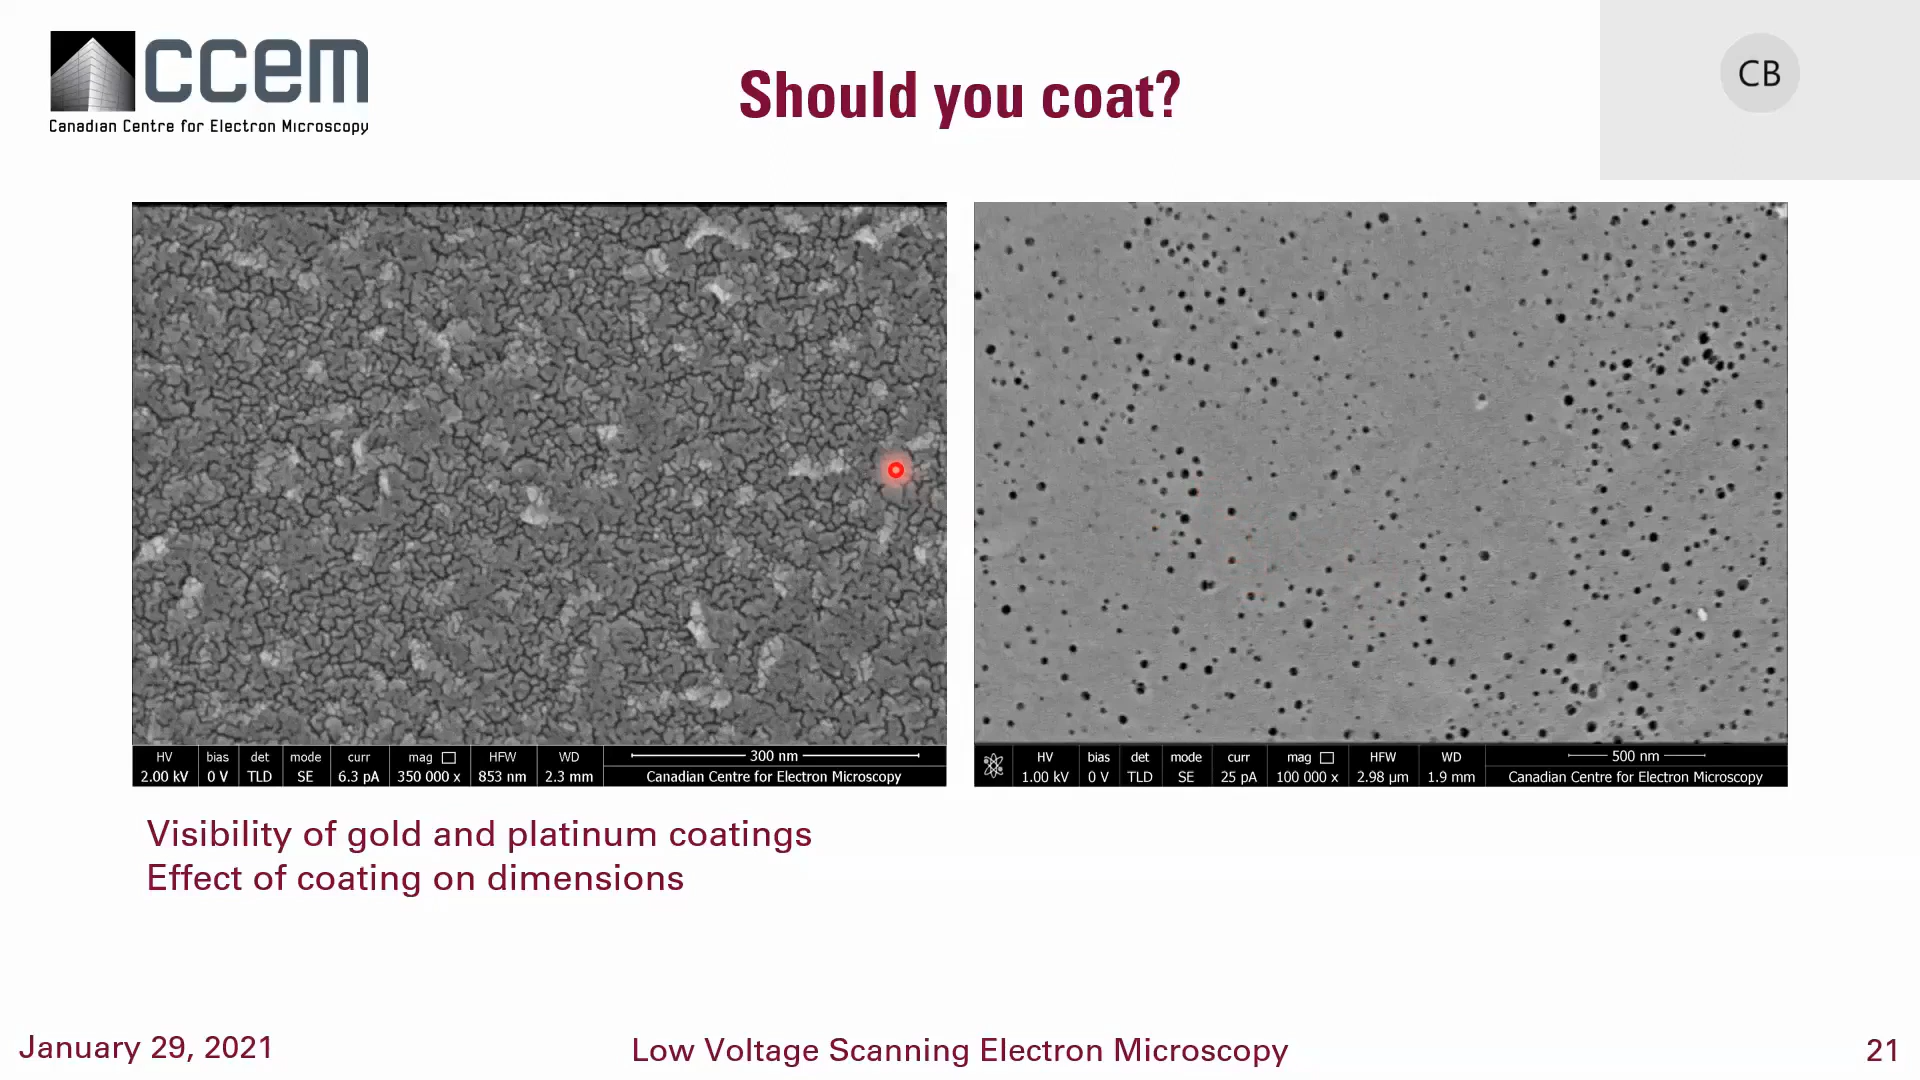 ccem
Canadian Centre for Electron Microscopy
Should you coat?
CB
HV bias det mode curr mag HFW WD 300 nm
2.00 kV 0 V TLD SE 6.3 pA 350 000 x 853 nm 2.3 mm Canadian Centre for Electron Microscopy
HV bias det mode curr mag HFW WD 500 nm
1.00 kV 0 V TLD SE 25 pA 100 000 x 2.98 µm 1.9 mm Canadian Centre for Electron Microscopy
Visibility of gold and platinum coatings
Effect of coating on dimensions
January 29, 2021
Low Voltage Scanning Electron Microscopy
21